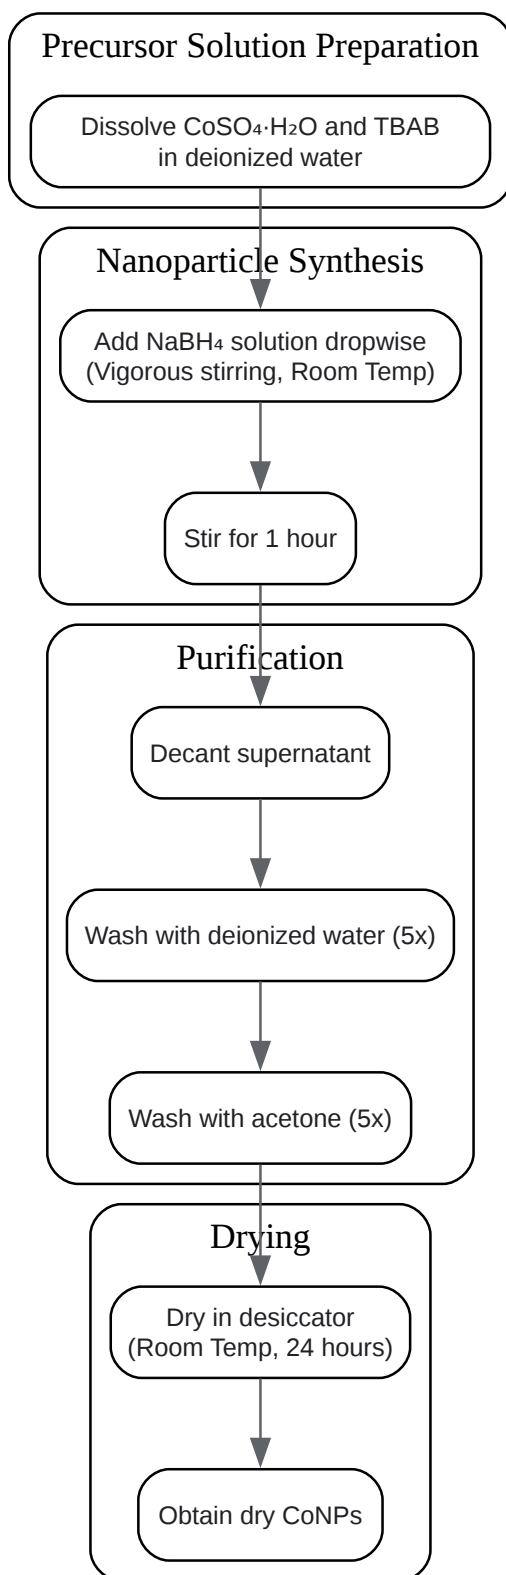 Precursor Solution Preparation
Dissolve CoSO₄·H₂O and TBAB
in deionized water
Nanoparticle Synthesis
Add NaBH₄ solution dropwise
(Vigorous stirring, Room Temp)
Stir for 1 hour
Purification
Decant supernatant
Wash with deionized water (5x)
Wash with acetone (5x)
Drying
Dry in desiccator
(Room Temp, 24 hours)
Obtain dry CoNPs